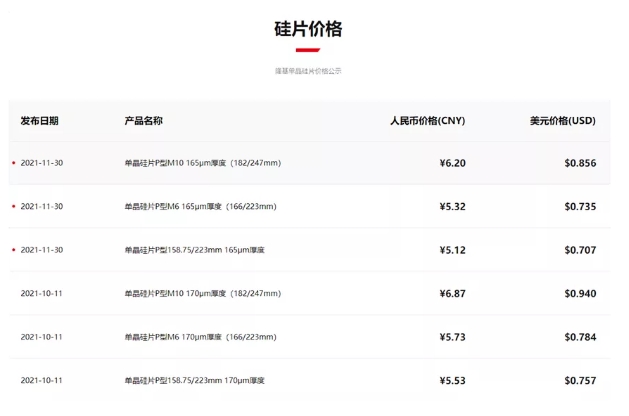 硅片价格
隆基单晶硅片价格公示
发布日期 产品名称 人民币价格(CNY) 美元价格(USD)
2021-11-30 单晶硅片P型M10 165μm厚度（182/247mm） ¥6.20 $0.856
2021-11-30 单晶硅片P型M6 165μm厚度（166/223mm） ¥5.32 $0.735
2021-11-30 单晶硅片P型158.75/223mm 165μm厚度 ¥5.12 $0.707
2021-10-11 单晶硅片P型M10 170μm厚度（182/247mm） ¥6.87 $0.940
2021-10-11 单晶硅片P型M6 170μm厚度（166/223mm） ¥5.73 $0.784
2021-10-11 单晶硅片P型158.75/223mm 170μm厚度 ¥5.53 $0.757